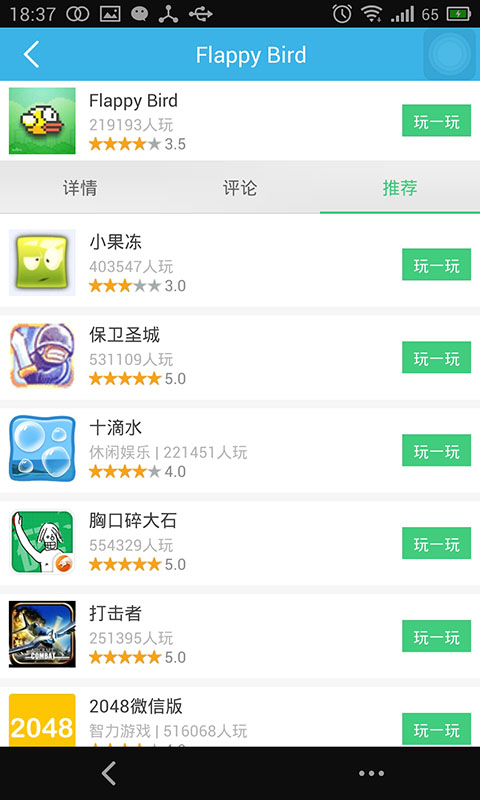 18:37
65
Flappy Bird
Flappy Bird
219193人玩
3.5
玩一玩
详情
评论
推荐
小果冻
403547人玩
3.0
玩一玩
保卫圣城
531109人玩
5.0
玩一玩
十滴水
休闲娱乐 | 221451人玩
4.0
玩一玩
胸口碎大石
554329人玩
5.0
玩一玩
打击者
251395人玩
5.0
COMBAT
玩一玩
2048微信版
智力游戏 | 516068人玩
2048
玩一玩